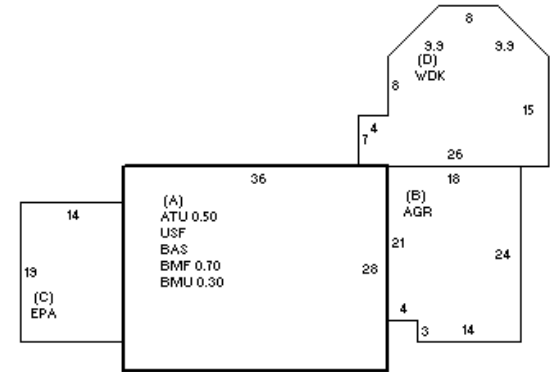 8
9.9
9.9
(D)
WDK
8
15
4
7
26
36
18
(A)
ATU 0.50
USF
BAS
BMF 0.70
BMU 0.30
(B)
AGR
14
21
24
19
28
(C)
EPA
4
3
14